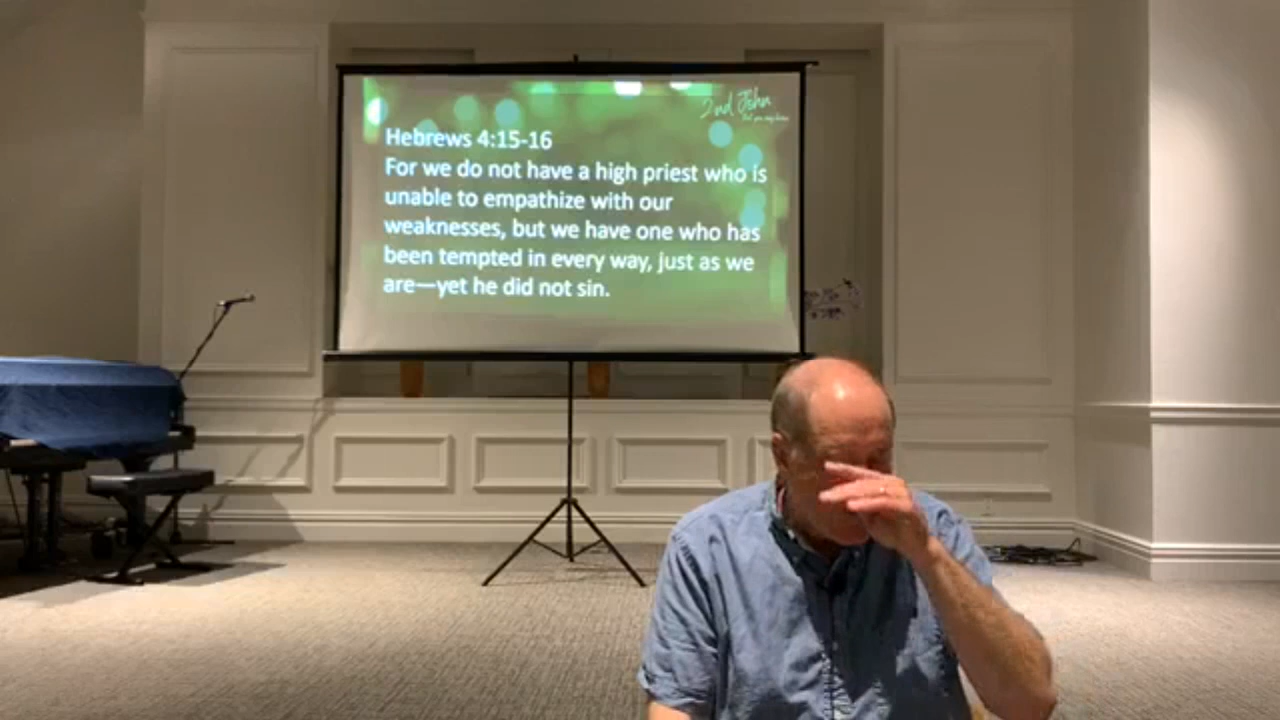 2nd John
Hebrews 4:15-16
For we do not have a high priest who is
unable to empathize with our
weaknesses, but we have one who has
been tempted in every way, just as we
are—yet he did not sin.